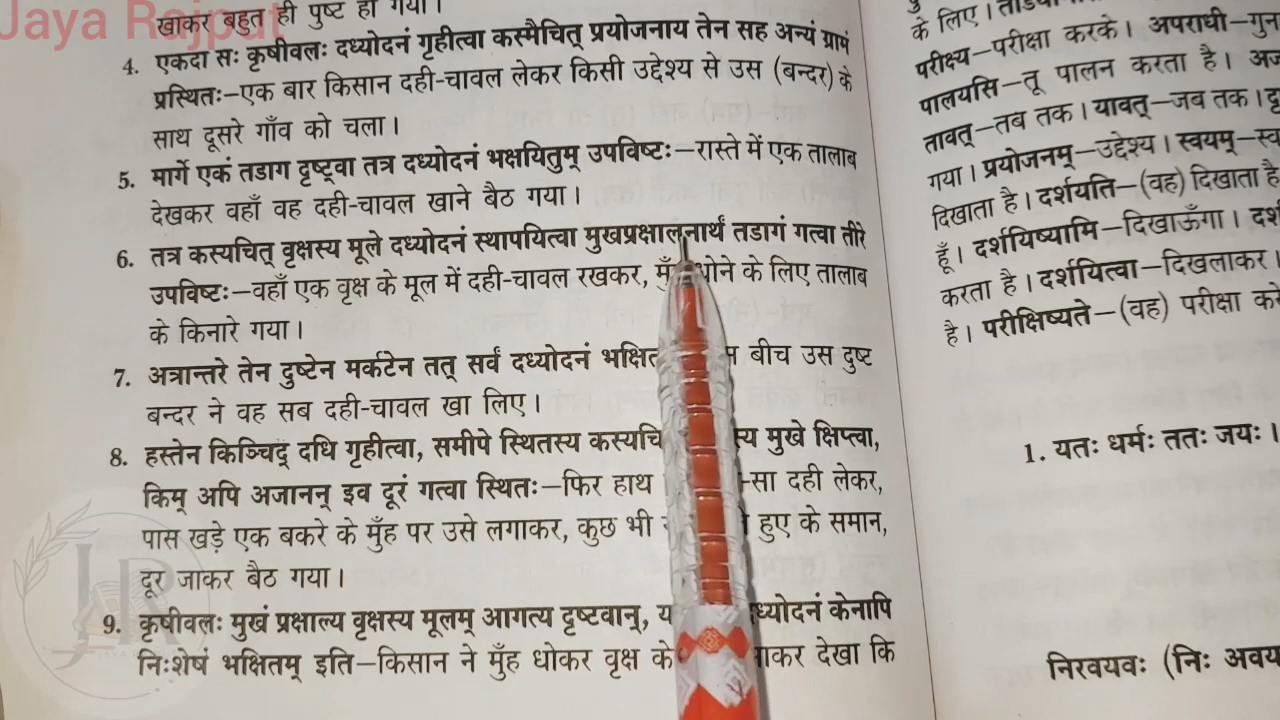 Jaya Rajput
खाकर बहुत ही पुष्ट हो गया।
4. एकदा सः कृषीवलः दध्योदनं गृहीत्वा कस्मैचित् प्रयोजनाय तेन सह अन्यं ग्रामं
प्रस्थितः–एक बार किसान दही-चावल लेकर किसी उद्देश्य से उस (बन्दर) के
साथ दूसरे गाँव को चला।
5. मार्गे एकं तडाग दृष्ट्वा तत्र दध्योदनं भक्षयितुम् उपविष्टः–रास्ते में एक तालाब
देखकर वहाँ वह दही-चावल खाने बैठ गया।
6. तत्र कस्यचित् वृक्षस्य मूले दध्योदनं स्थापयित्वा मुखप्रक्षालनार्थं तडागं गत्वा तीरे
उपविष्टः–वहाँ एक वृक्ष के मूल में दही-चावल रखकर, मुँह धोने के लिए तालाब
के किनारे गया।
7. अत्रान्तरे तेन दुष्टेन मर्कटेन तत् सर्वं दध्योदनं बीच उस दुष्ट
बन्दर ने वह सब दही-चावल खा लिए।
8. हस्तेन किञ्चिद् दधि गृहीत्वा, समीपे स्थितस्य मुखे क्षिप्त्वा,
किम् अपि अजानन् इव दूरं गत्वा स्थितः–फिर हाथ -सा दही लेकर,
पास खड़े एक बकरे के मुँह पर उसे लगाकर, कुछ भी हुए के समान,
दूर जाकर बैठ गया।
9. कृषीवलः मुखं प्रक्षाल्य वृक्षस्य मूलम् आगत्य दृष्टवान्, केनापि
निःशेषं भक्षितम् इति–किसान ने मुँह धोकर वृक्ष के देखा कि
के लिए।
परीक्ष्य–परीक्षा करके। अपराधी–
पालयसि–तू पालन करता है।
तावत्–तब तक। यावत्–जब तक।
गया। प्रयोजनम्–उद्देश्य। स्वयम्–
दिखाता है। दर्शयति–(वह) दिखाता है
हूँ। दर्शयिष्यामि–दिखाऊँगा।
करता है। दर्शयित्वा–दिखलाकर।
है। परीक्षिष्यते–(वह) परीक्षा
1. यतः धर्मः ततः जयः।
निरवयवः (निः